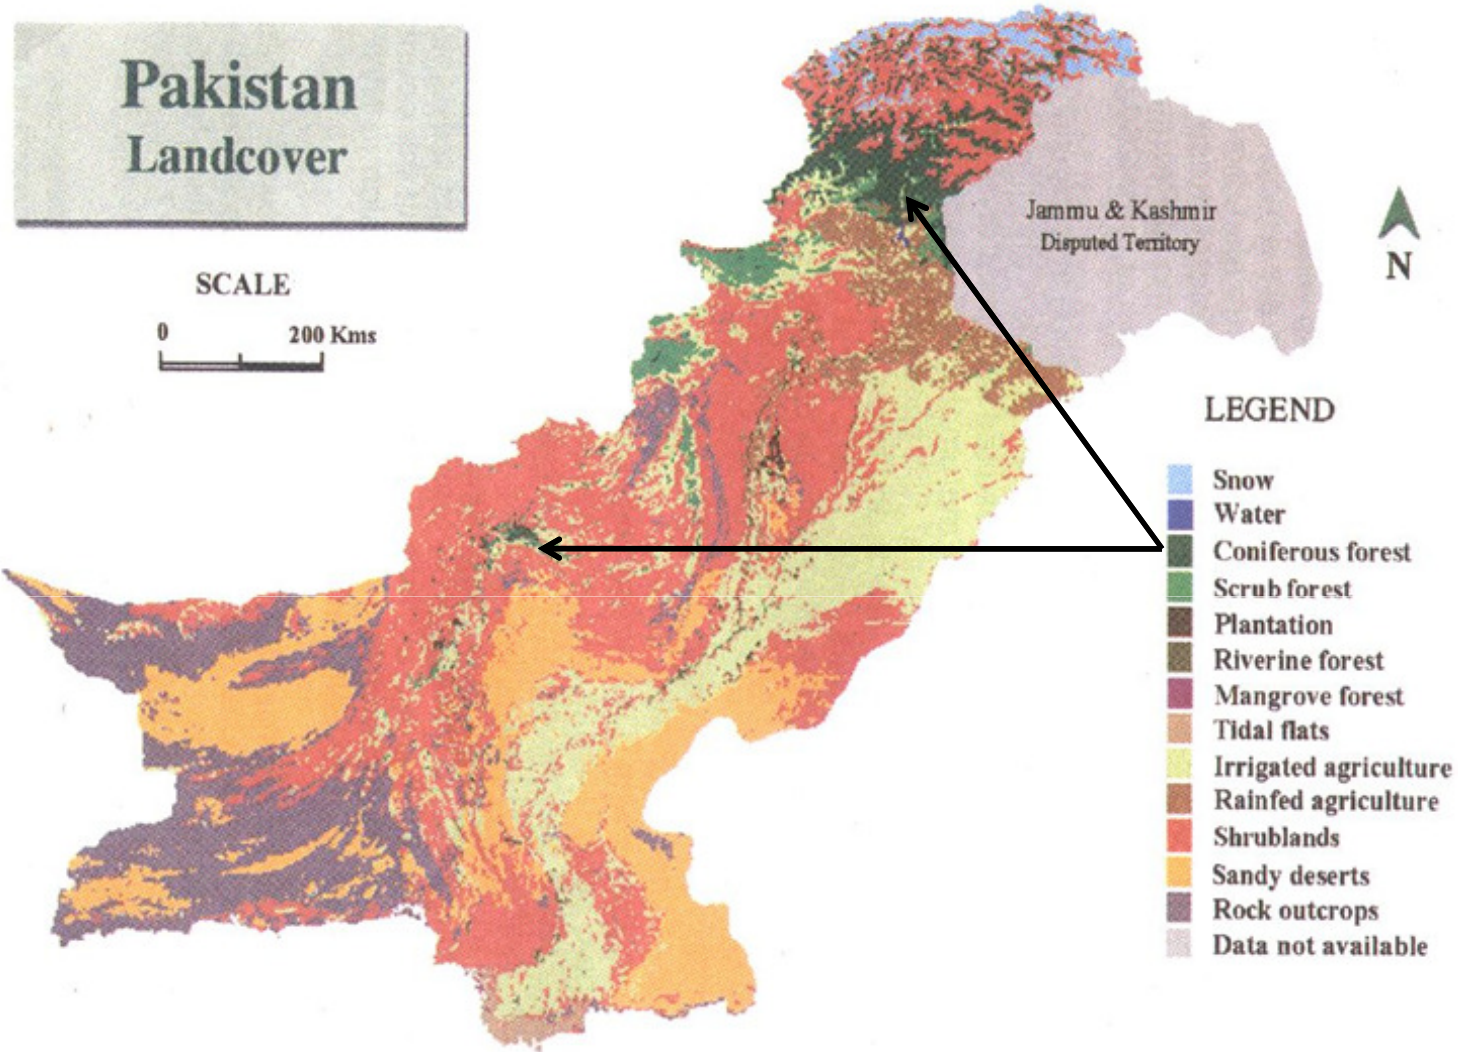 Pakistan
Landcover
SCALE
0 200 Kms
Jammu & Kashmir
Disputed Territory
N
LEGEND
Snow
Water
Coniferous forest
Scrub forest
Plantation
Riverine forest
Mangrove forest
Tidal flats
Irrigated agriculture
Rainfed agriculture
Shrublands
Sandy deserts
Rock outcrops
Data not available